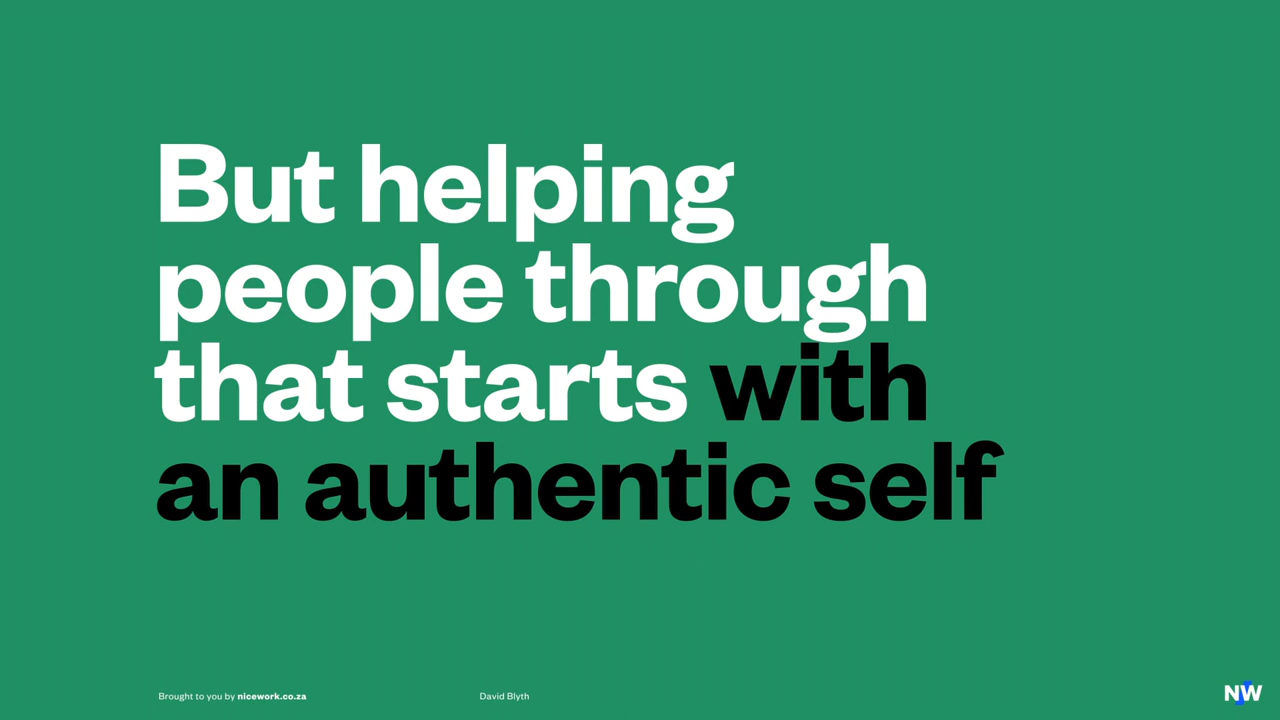 But helping
people through
that starts with
an authentic self
Brought to you by nicework.co.za
David Blyth
NW